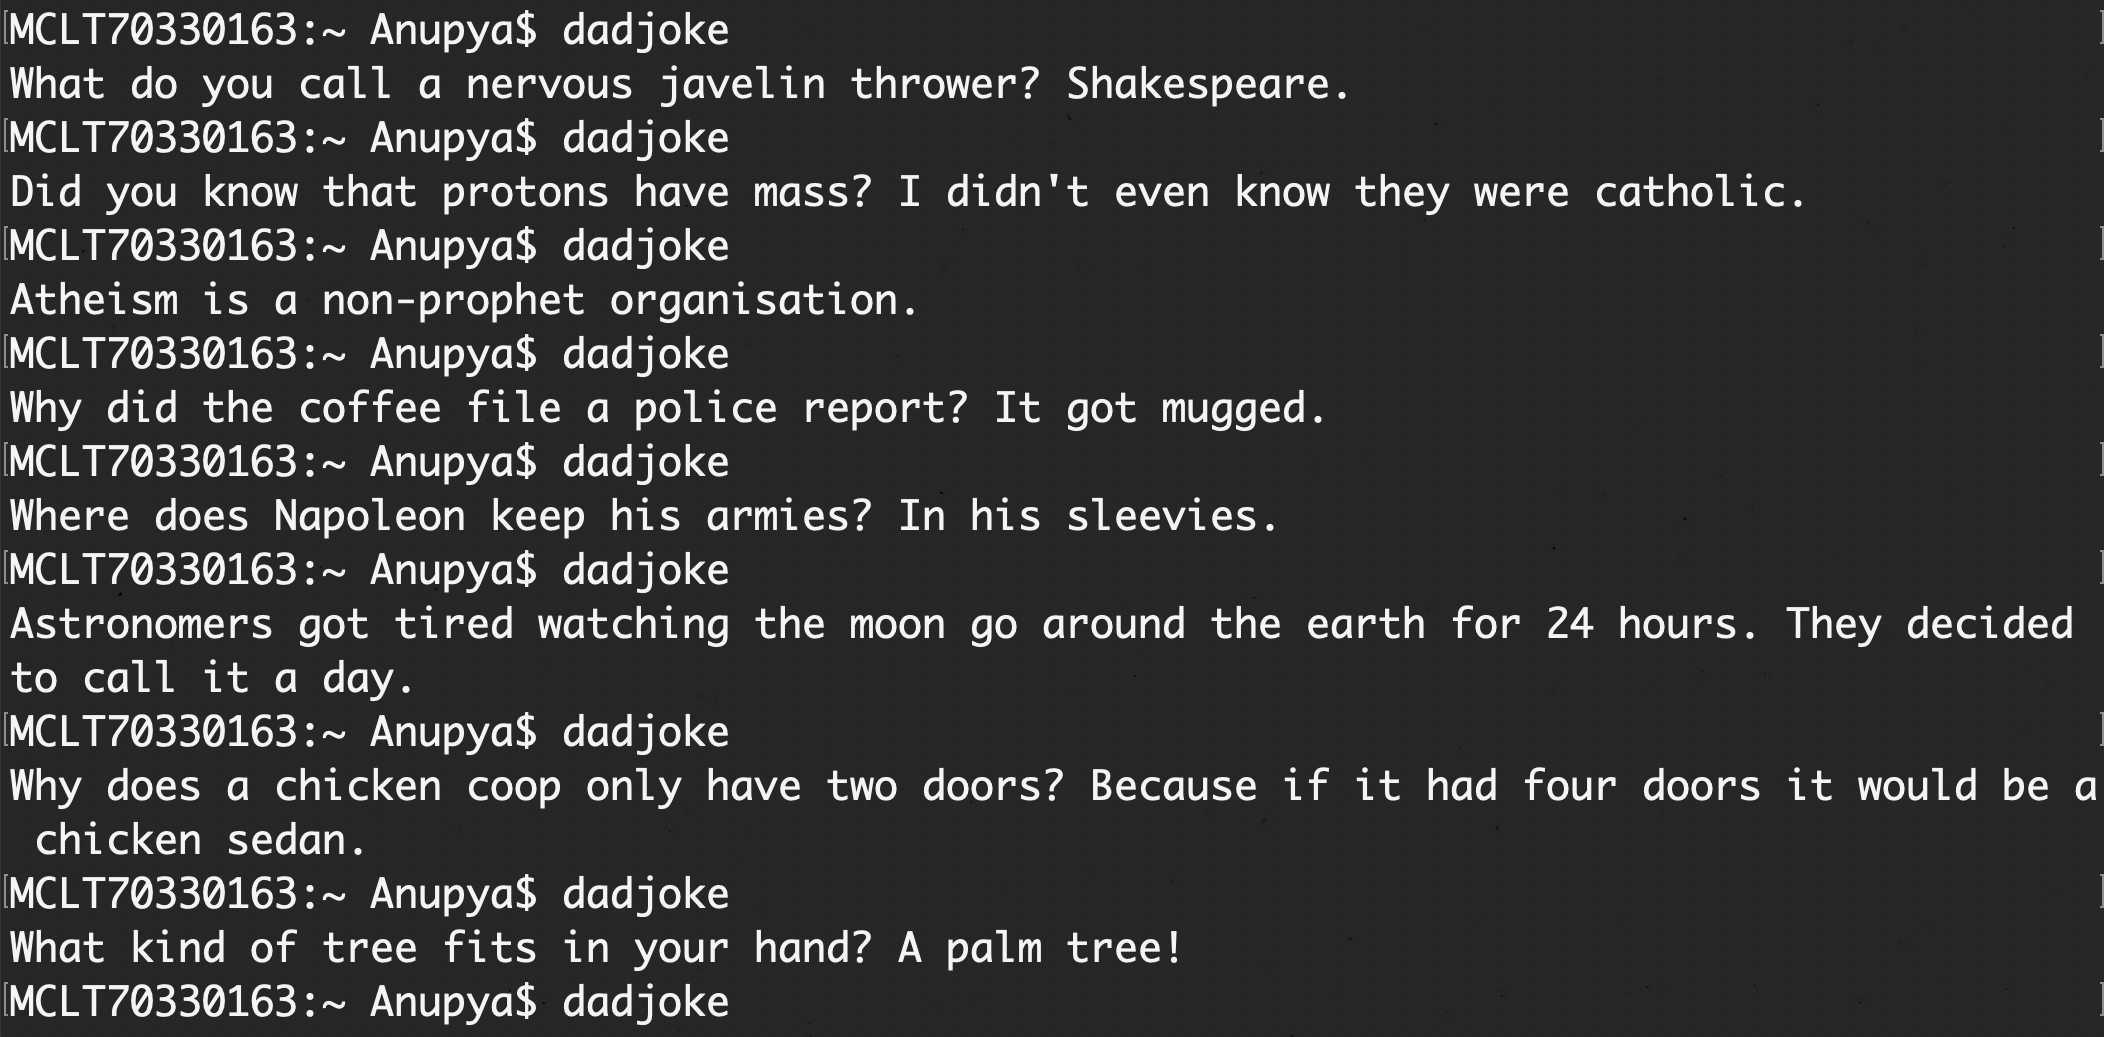 MCLT70330163:~ Anupya$ dadjoke
What do you call a nervous javelin thrower? Shakespeare.
MCLT70330163:~ Anupya$ dadjoke
Did you know that protons have mass? I didn't even know they were catholic.
MCLT70330163:~ Anupya$ dadjoke
Atheism is a non-prophet organisation.
MCLT70330163:~ Anupya$ dadjoke
Why did the coffee file a police report? It got mugged.
MCLT70330163:~ Anupya$ dadjoke
Where does Napoleon keep his armies? In his sleevies.
MCLT70330163:~ Anupya$ dadjoke
Astronomers got tired watching the moon go around the earth for 24 hours. They decided
to call it a day.
MCLT70330163:~ Anupya$ dadjoke
Why does a chicken coop only have two doors? Because if it had four doors it would be a
 chicken sedan.
MCLT70330163:~ Anupya$ dadjoke
What kind of tree fits in your hand? A palm tree!
MCLT70330163:~ Anupya$ dadjoke